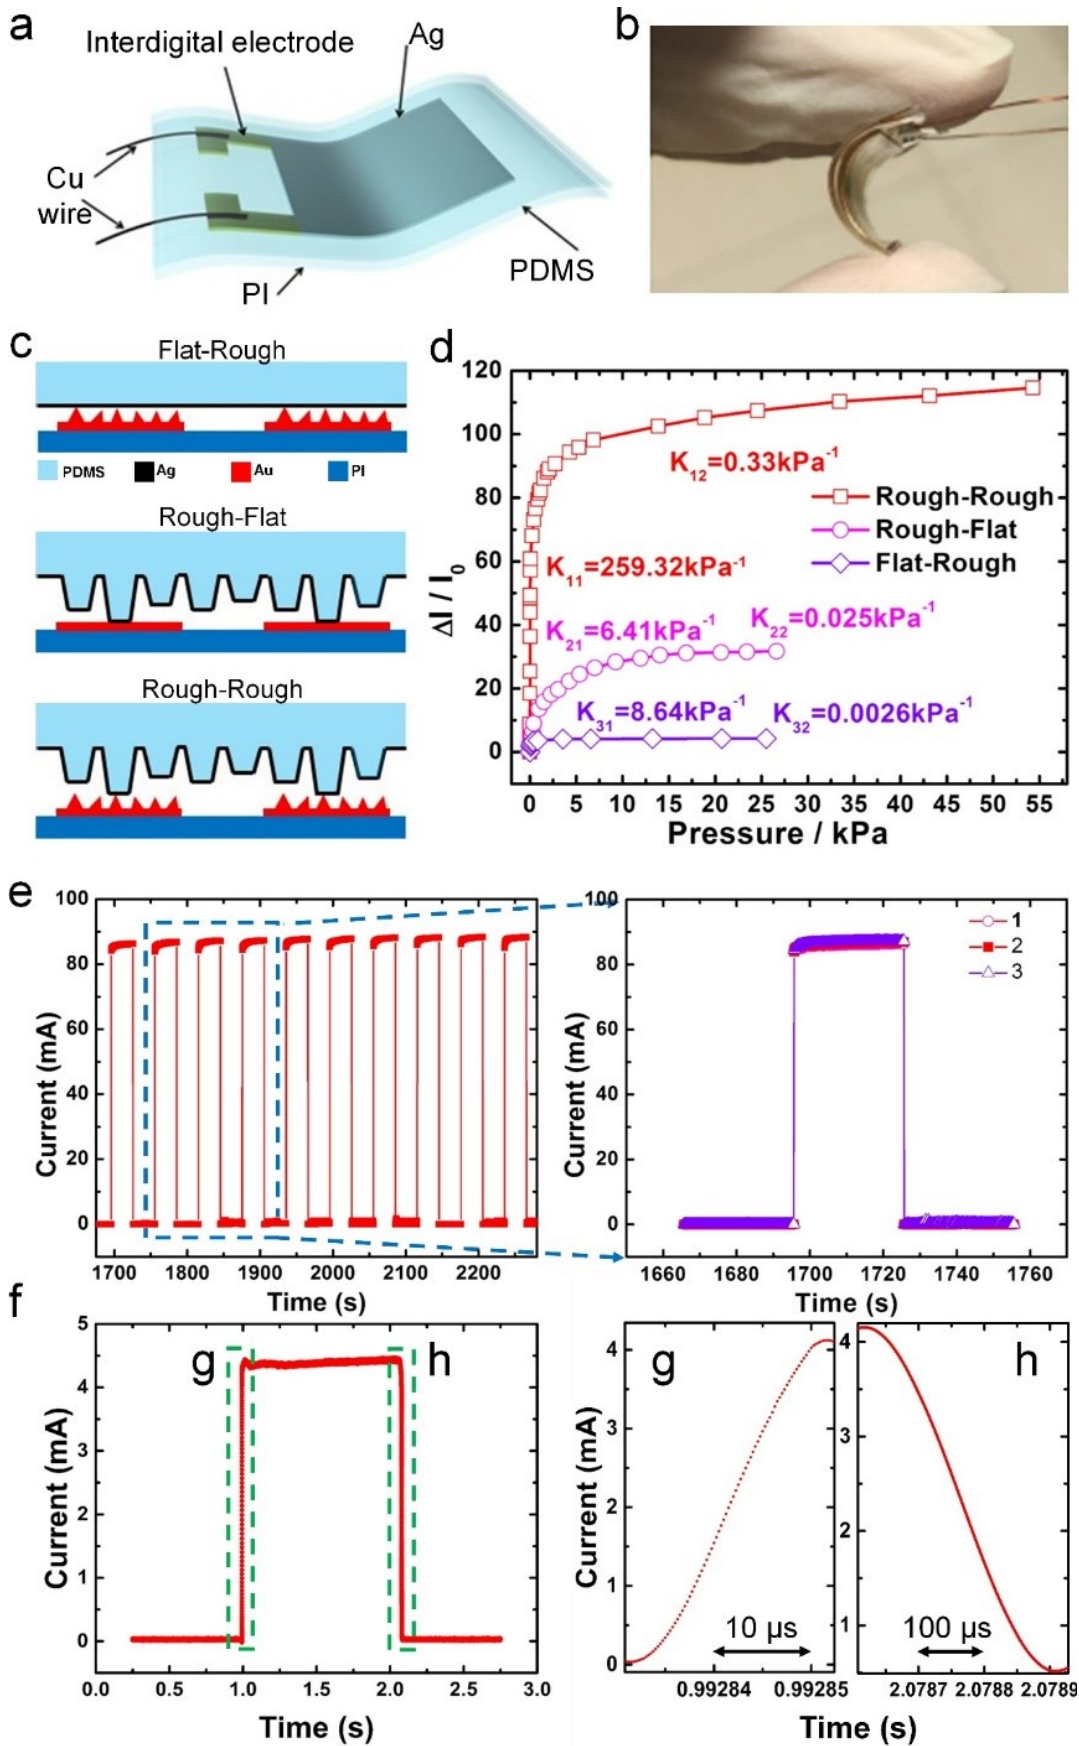 a
Interdigital electrode
Ag
Cu
wire
PI
PDMS
b
c
Flat-Rough
PDMS Ag Au PI
Rough-Flat
Rough-Rough
d
120
100
80
60
40
20
0
ΔI / I0
K12=0.33kPa-1
Rough-Rough
Rough-Flat
Flat-Rough
K11=259.32kPa-1
K21=6.41kPa-1
K22=0.025kPa-1
K31=8.64kPa-1
K32=0.0026kPa-1
0 5 10 15 20 25 30 35 40 45 50 55
Pressure / kPa
e
100
80
60
40
20
0
Current (mA)
1700 1800 1900 2000 2100 2200
Time (s)
100
80
60
40
20
0
Current (mA)
1
2
3
1660 1680 1700 1720 1740 1760
Time (s)
f
5
4
3
2
1
0
Current (mA)
g
h
0.0 0.5 1.0 1.5 2.0 2.5 3.0
Time (s)
g
4
3
2
1
0
Current (mA)
10 µs
0.99284 0.99285
h
4
3
2
1
100 µs
2.0787 2.0788 2.0789
Time (s)